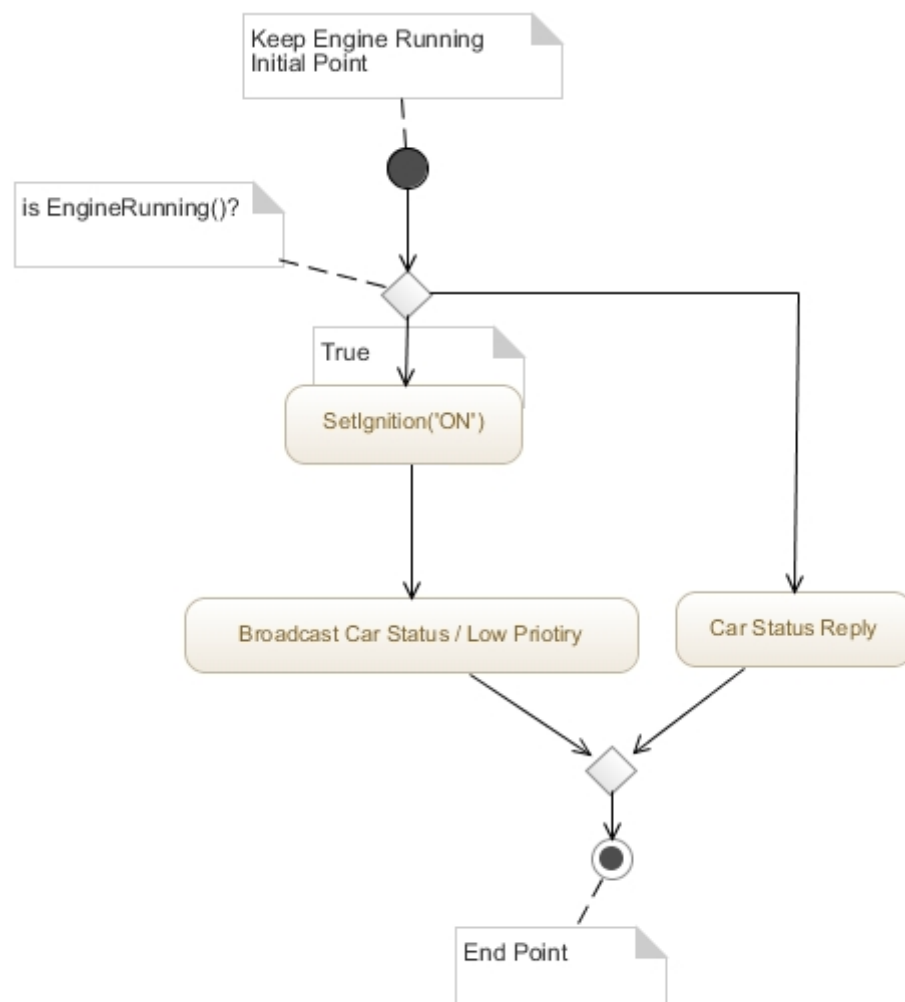 Keep Engine Running
Initial Point
is EngineRunning()?
True
SetIgnition("ON")
Broadcast Car Status / Low Priotiry
Car Status Reply
End Point